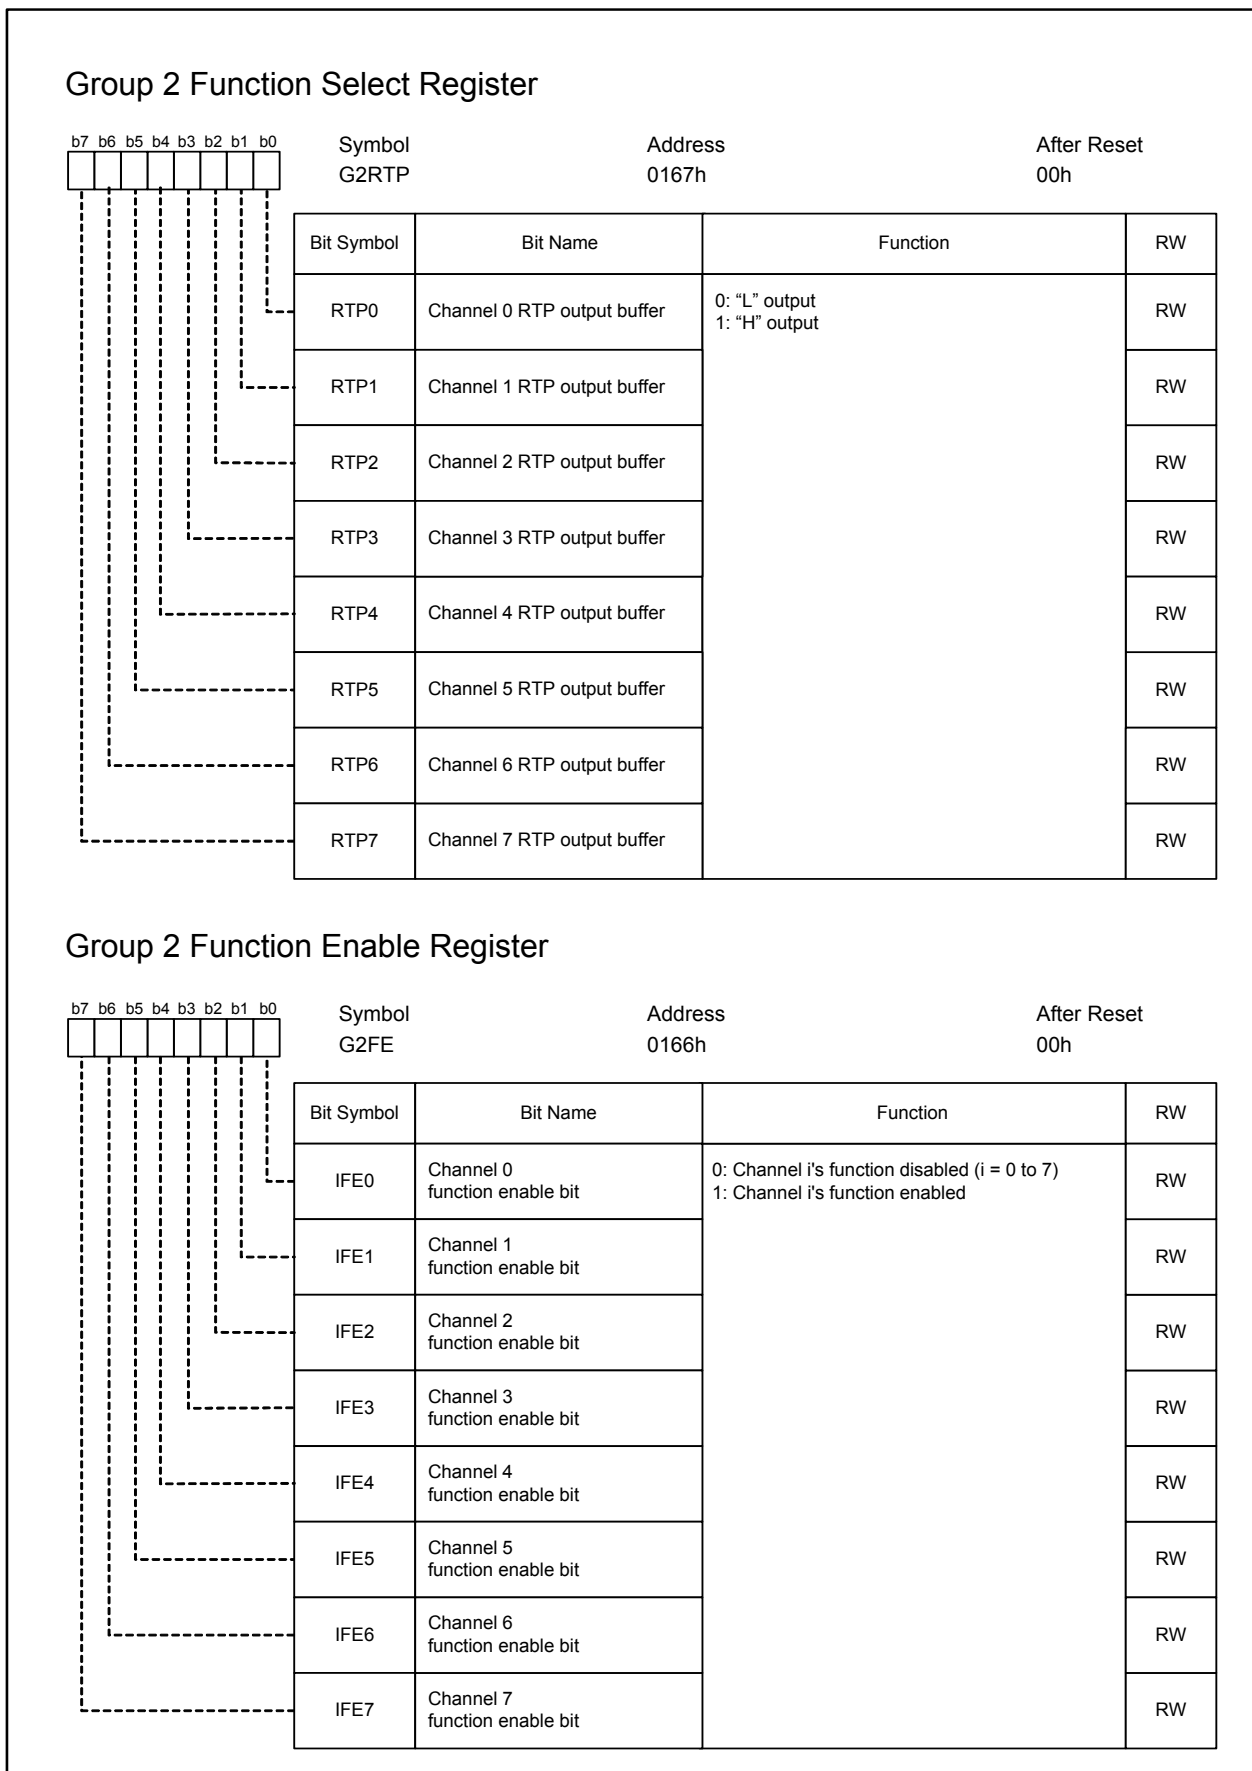 Group 2 Function Select Register
b7 b6 b5 b4 b3 b2 b1 b0
Symbol Address After Reset
G2RTP 0167h 00h
Bit Symbol Bit Name Function RW
RTP0 Channel 0 RTP output buffer 0: “L” output RW
1: “H” output
RTP1 Channel 1 RTP output buffer RW
RTP2 Channel 2 RTP output buffer RW
RTP3 Channel 3 RTP output buffer RW
RTP4 Channel 4 RTP output buffer RW
RTP5 Channel 5 RTP output buffer RW
RTP6 Channel 6 RTP output buffer RW
RTP7 Channel 7 RTP output buffer RW
Group 2 Function Enable Register
b7 b6 b5 b4 b3 b2 b1 b0
Symbol Address After Reset
G2FE 0166h 00h
Bit Symbol Bit Name Function RW
IFE0 Channel 0 0: Channel i's function disabled (i = 0 to 7) RW
function enable bit 1: Channel i's function enabled
IFE1 Channel 1 RW
function enable bit
IFE2 Channel 2 RW
function enable bit
IFE3 Channel 3 RW
function enable bit
IFE4 Channel 4 RW
function enable bit
IFE5 Channel 5 RW
function enable bit
IFE6 Channel 6 RW
function enable bit
IFE7 Channel 7 RW
function enable bit